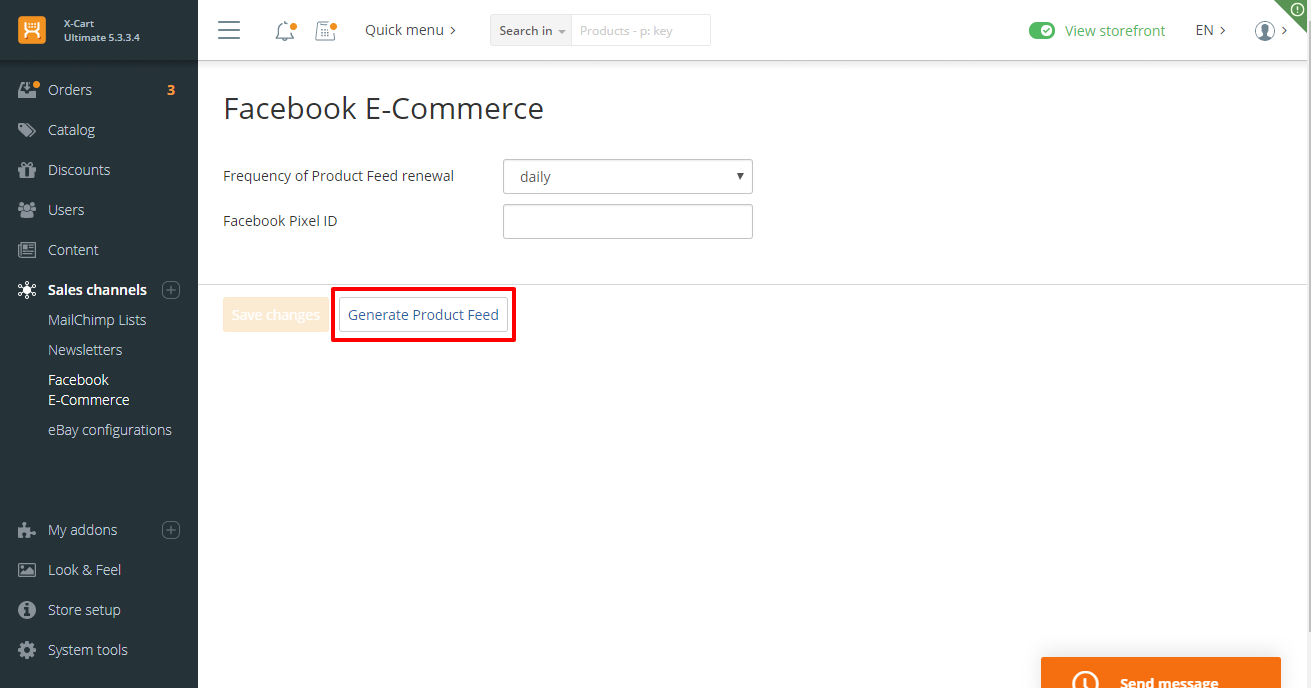 X-Cart
Ultimate 5.3.3.4
Quick menu
Search in
Products - p: key
View storefront
EN
Orders 3
Catalog
Discounts
Users
Content
Sales channels
MailChimp Lists
Newsletters
Facebook
E-Commerce
eBay configurations
My addons
Look & Feel
Store setup
System tools
Facebook E-Commerce
Frequency of Product Feed renewal
daily
Facebook Pixel ID
Save changes
Generate Product Feed
Send message